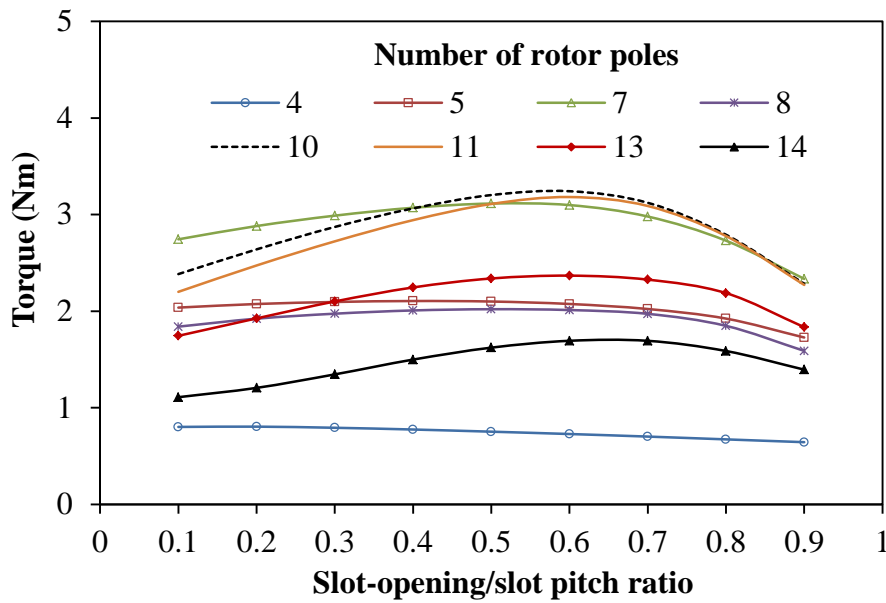 5
Number of rotor poles
4 5 7 8
4
10 11 13 14
3
Torque (Nm)
2
1
0
0 0.1 0.2 0.3 0.4 0.5 0.6 0.7 0.8 0.9 1
Slot-opening/slot pitch ratio